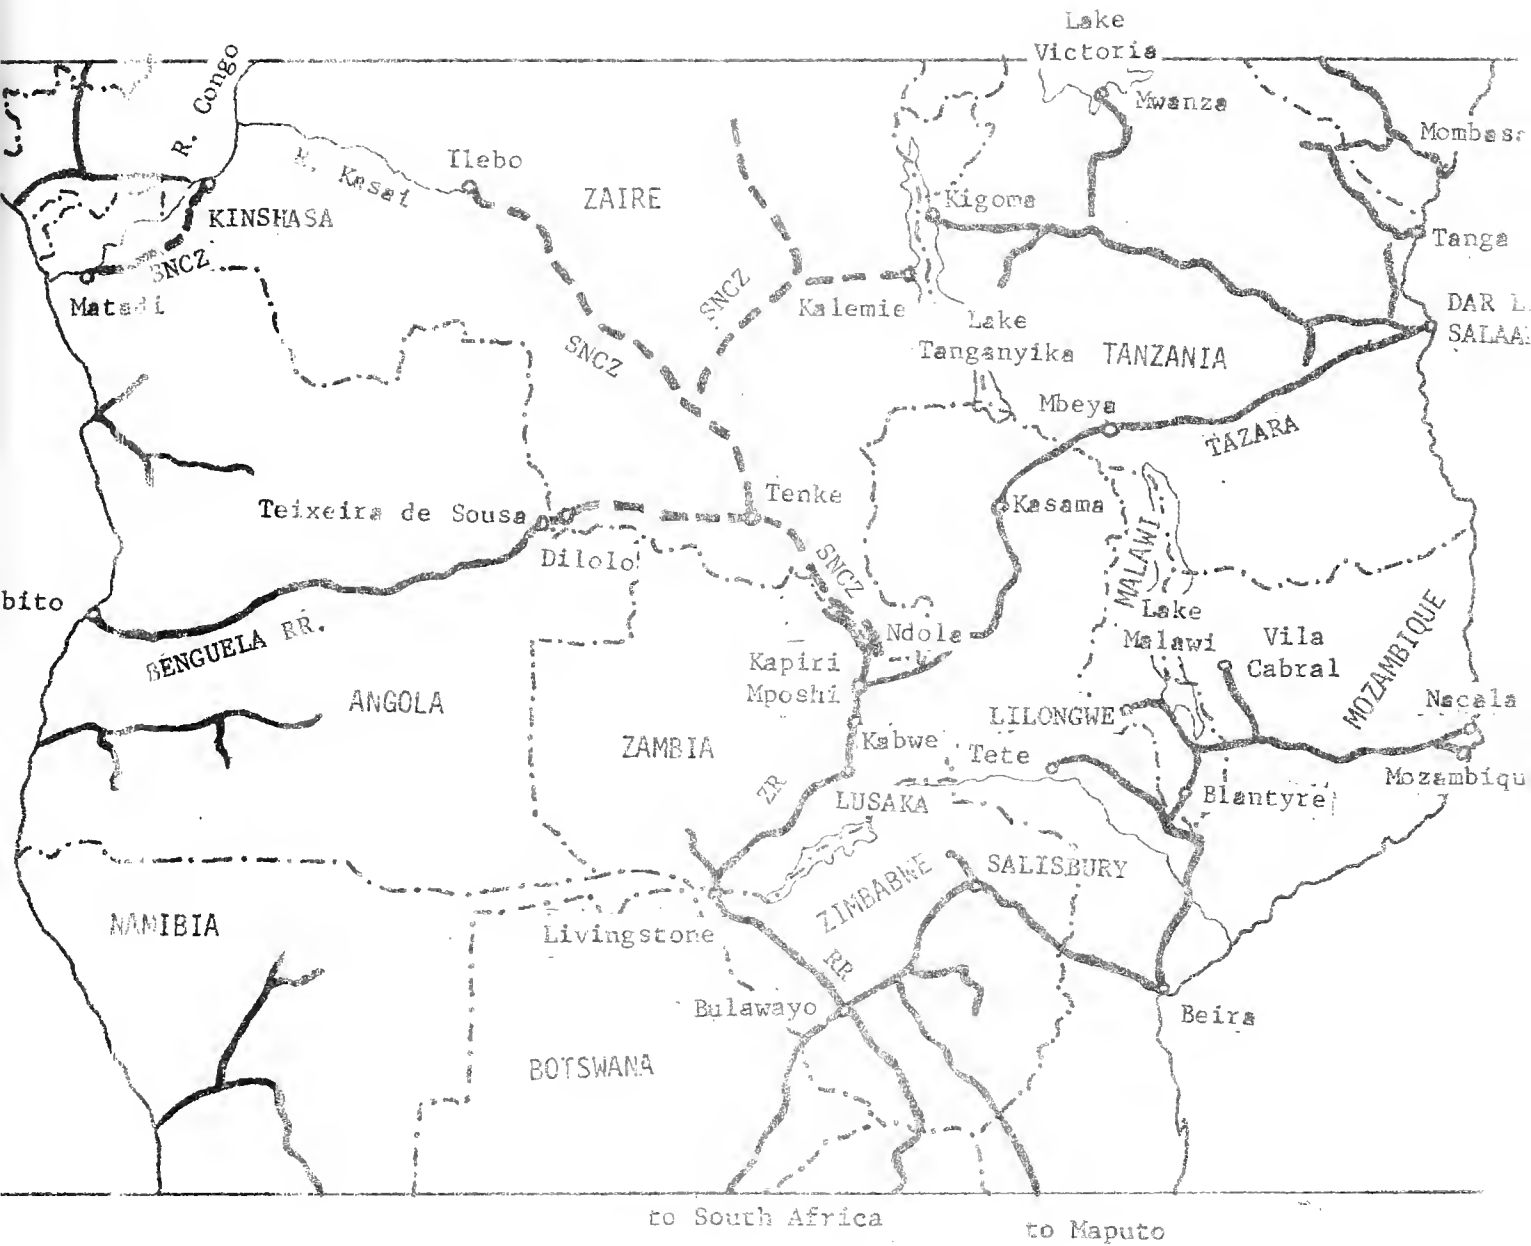 Lake
Victoria
R. Congo
Mwanza
Mombasa
Ilebo
R. Kasai
ZAIRE
Kigoma
KINSHASA
Tanga
SNCZ
Matadi
SNCZ
Kalemie
DAR E
SALAA
Lake
Tanganyika
TANZANIA
SNCZ
Mbeya
TAZARA
Tenke
Kasama
Teixeira de Sousa
Dilolo
SNCZ
MALAWI
bito
Lake
Malawi
Ndola
Vila
Cabral
MOZAMBIQUE
BENGUELA RR.
Kapiri
Mposhi
ANGOLA
LILONGWE
Nacala
ZAMBIA
Kabwe
Tete
Mozambiqu
ZR
LUSAKA
Blantyre
SALISBURY
ZIMBABWE
NAMIBIA
Livingstone
RR
Bulawayo
Beira
BOTSWANA
to South Africa
to Maputo